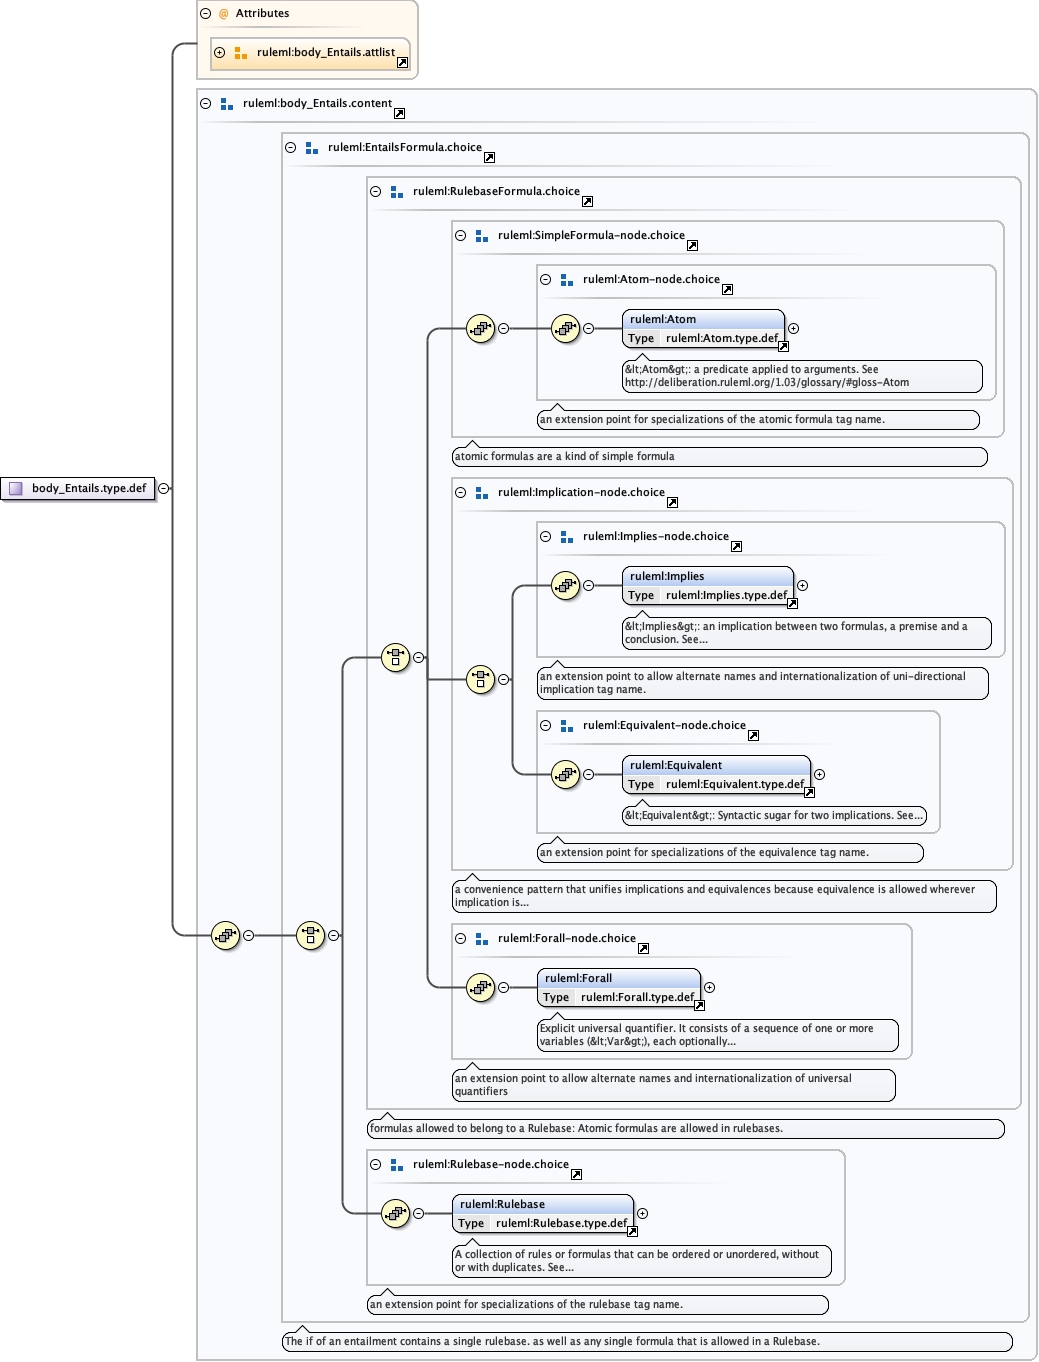 @ Attributes
ruleml:body_Entails.attlist
ruleml:body_Entails.content
ruleml:EntailsFormula.choice
ruleml:RulebaseFormula.choice
ruleml:SimpleFormula-node.choice
ruleml:Atom-node.choice
ruleml:Atom
Type ruleml:Atom.type.def
&lt;Atom&gt;: a predicate applied to arguments. See
http://deliberation.ruleml.org/1.03/glossary/#gloss-Atom
an extension point for specializations of the atomic formula tag name.
atomic formulas are a kind of simple formula
body_Entails.type.def
ruleml:Implication-node.choice
ruleml:Implies-node.choice
ruleml:Implies
Type ruleml:Implies.type.def
&lt;Implies&gt;: an implication between two formulas, a premise and a
conclusion. See...
an extension point to allow alternate names and internationalization of uni-directional
implication tag name.
ruleml:Equivalent-node.choice
ruleml:Equivalent
Type ruleml:Equivalent.type.def
&lt;Equivalent&gt;: Syntactic sugar for two implications. See...
an extension point for specializations of the equivalence tag name.
a convenience pattern that unifies implications and equivalences because equivalence is allowed wherever
implication is...
ruleml:Forall-node.choice
ruleml:Forall
Type ruleml:Forall.type.def
Explicit universal quantifier. It consists of a sequence of one or more
variables (&lt;Var&gt;), each optionally...
an extension point to allow alternate names and internationalization of universal
quantifiers
formulas allowed to belong to a Rulebase: Atomic formulas are allowed in rulebases.
ruleml:Rulebase-node.choice
ruleml:Rulebase
Type ruleml:Rulebase.type.def
A collection of rules or formulas that can be ordered or unordered, without
or with duplicates. See...
an extension point for specializations of the rulebase tag name.
The if of an entailment contains a single rulebase. as well as any single formula that is allowed in a Rulebase.